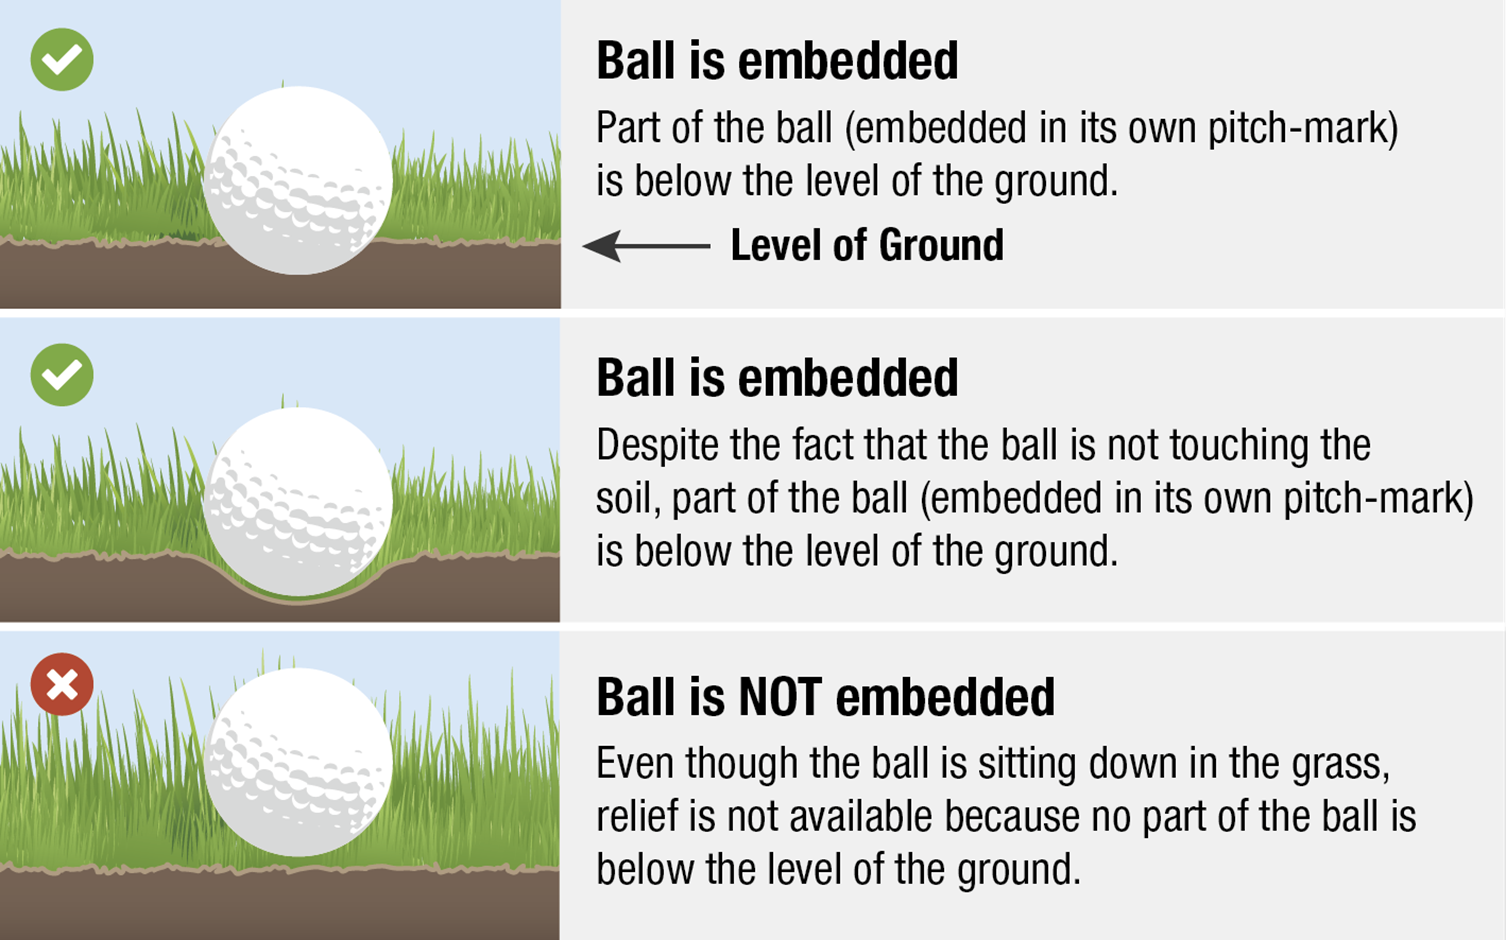 Ball is embedded
Part of the ball (embedded in its own pitch-mark)
is below the level of the ground.
Level of Ground
Ball is embedded
Despite the fact that the ball is not touching the
soil, part of the ball (embedded in its own pitch-mark)
is below the level of the ground.
Ball is NOT embedded
Even though the ball is sitting down in the grass,
relief is not available because no part of the ball is
below the level of the ground.